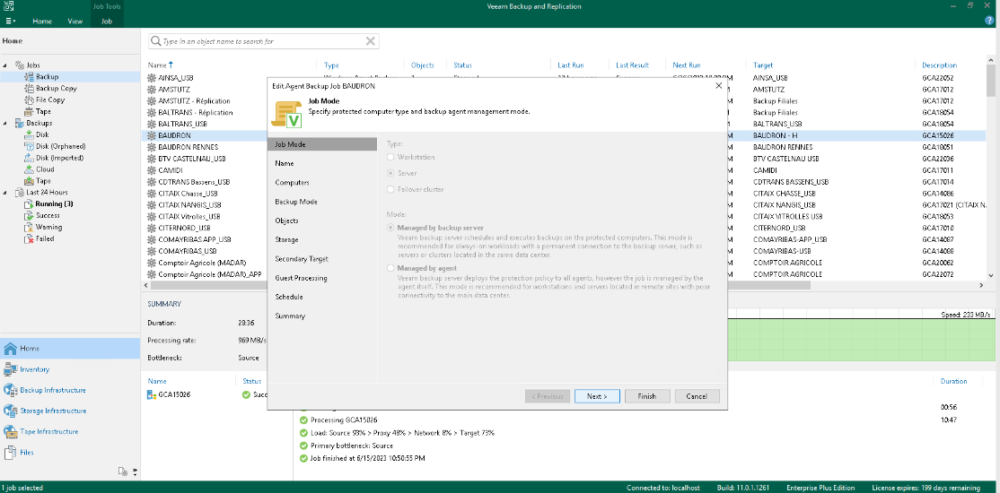 Job Tools
Veeam Backup and Replication
Home View Job
Home
Type in an object name to search for
Jobs
Backup
Backup Copy
File Copy
Tape
Backups
Disk
Disk (Orphaned)
Disk (Imported)
Cloud
Tape
Last 24 Hours
Running (3)
Success
Warning
Failed
Name Type Objects Status Last Run Last Result Next Run Target Description
AINSA_USB AINSA_USB GCA22052
AMSTUTZ AMSTUTZ GCA17012
AMSTUTZ - Réplication Backup Filiales GCA17012
BALTRANS - Réplication Backup Filiales GCA18054
BALTRANS_USB BALTRANS_USB GCA18054
BAUDRON BAUDRON - H GCA15026
BAUDRON RENNES BAUDRON RENNES GCA18051
BTV CASTELNAU_USB BTV CASTELNAU USB GCA22036
CAMIDI CAMIDI GCA17011
CDTRANS Bassens_USB CDTRANS BASSENS_USB GCA17014
CITAIX Chasse_USB CITAIX CHASSE_USB GCA14086
CITAIX NANGIS_USB CITAIX NANGIS_USB GCA17021 (CITAIX N
CITAIX Vitrolles_USB CITAIX VITROLLES USB GCA18053
CITERNORD_USB CITERNORD_USB GCA17010
COMAYRIBAS-APP_USB COMAYRIBAS-APP_USB GCA14087
COMAYRIBAS_USB COMAYRIBAS_USB GCA14088
Comptoir Agricole (MADAR) COMPTOIR AGRICOLE GCA20062
Comptoir Agricole (MADAR)_APP COMPTOIR AGRICOLE GCA17072
Edit Agent Backup Job BAUDRON
Job Mode
Specify protected computer type and backup agent management mode.
Job Mode
Name
Computers
Backup Mode
Objects
Storage
Secondary Target
Guest Processing
Schedule
Summary
Type:
Workstation
Server
Failover cluster
Mode:
Managed by backup server
Veeam backup server schedules and executes backups on the protected computers. This mode is
recommended for always-on workloads with a permanent connection to the backup server, such as
servers or clusters located in the same data center.
Managed by agent
Veeam backup server deploys the protection policy to all agents, however the job is managed by the
agent itself. This mode is recommended for workstations and servers located in remote sites with poor
connectivity to the main data center.
< Previous Next > Finish Cancel
SUMMARY
Duration: 20:36
Processing rate: 969 MB/s
Bottleneck: Source
Speed: 233 MB/s
Home
Inventory
Backup Infrastructure
Storage Infrastructure
Tape Infrastructure
Files
Name Status Duration
GCA15026 Succ
00:56
Processing GCA15026 10:47
Load: Source 93% > Proxy 48% > Network 8% > Target 73%
Primary bottleneck: Source
Job finished at 6/15/2023 10:50:55 PM
1 job selected
Connected to: localhost Build: 11.0.1.1261 Enterprise Plus Edition License expires: 199 days remaining